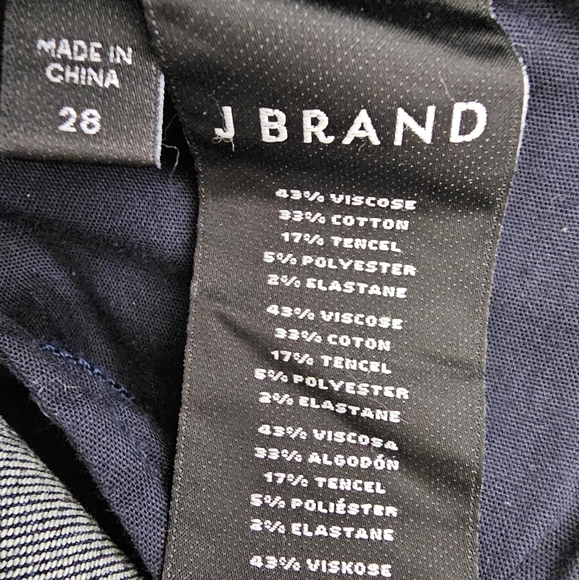 MADE IN
CHINA
28
J BRAND
43% VISCOSE
33% COTTON
17% TENCEL
5% POLYESTER
2% ELASTANE
43% VISCOSE
33% COTON
17% TENCEL
5% POLYESTER
2% ELASTANE
43% VISCOSA
33% ALGODÓN
17% TENCEL
5% POLIÉSTER
2% ELASTANE
43% VISKOSE